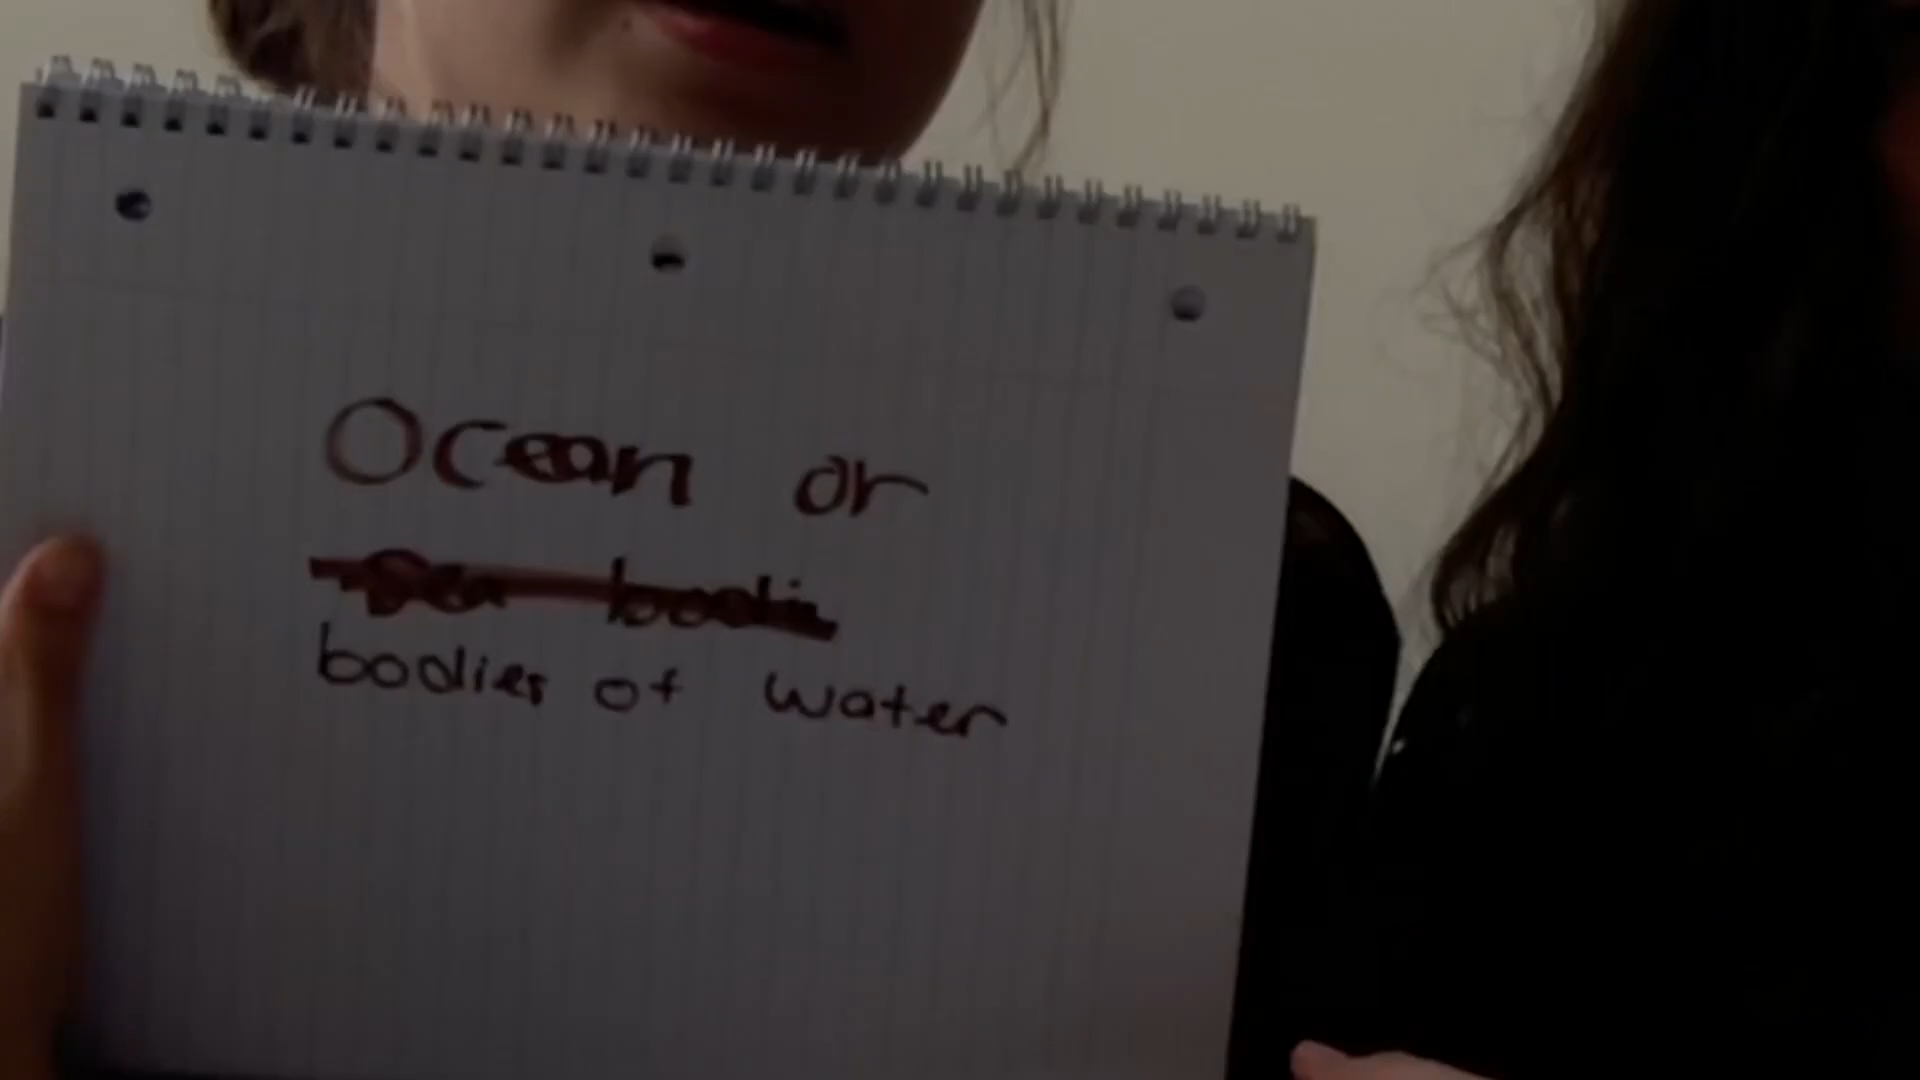 Ocean or
bodies of water